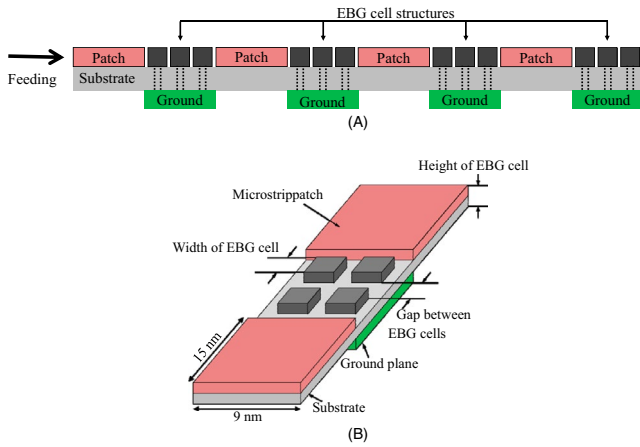 EBG cell structures
Patch Patch Patch Patch
Feeding
Substrate
Ground Ground Ground Ground
(A)
Height of EBG cell
Microstrippatch
Width of EBG cell
Gap between
EBG cells
15 nm
Ground plane
Substrate
9 nm
(B)